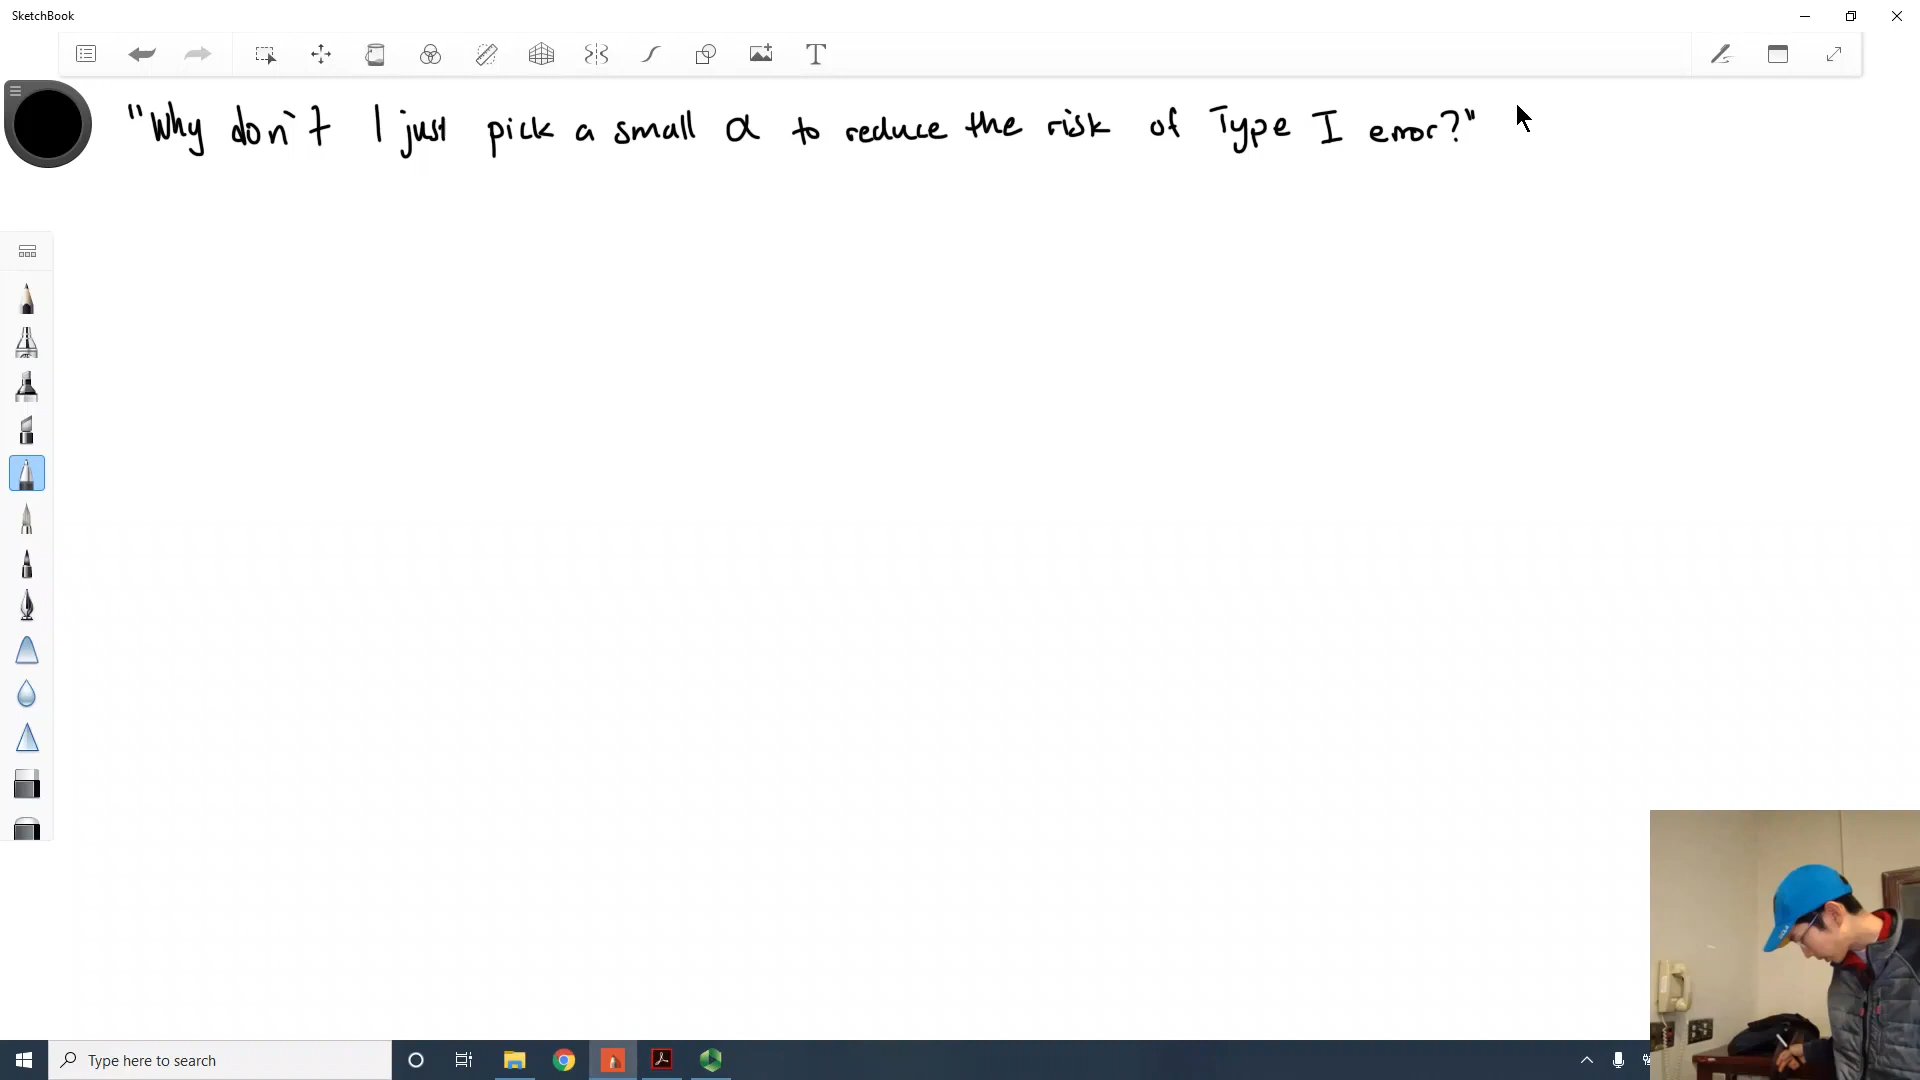 SketchBook
"Why don't I just pick a small α to reduce the risk of Type I error?"
Type here to search